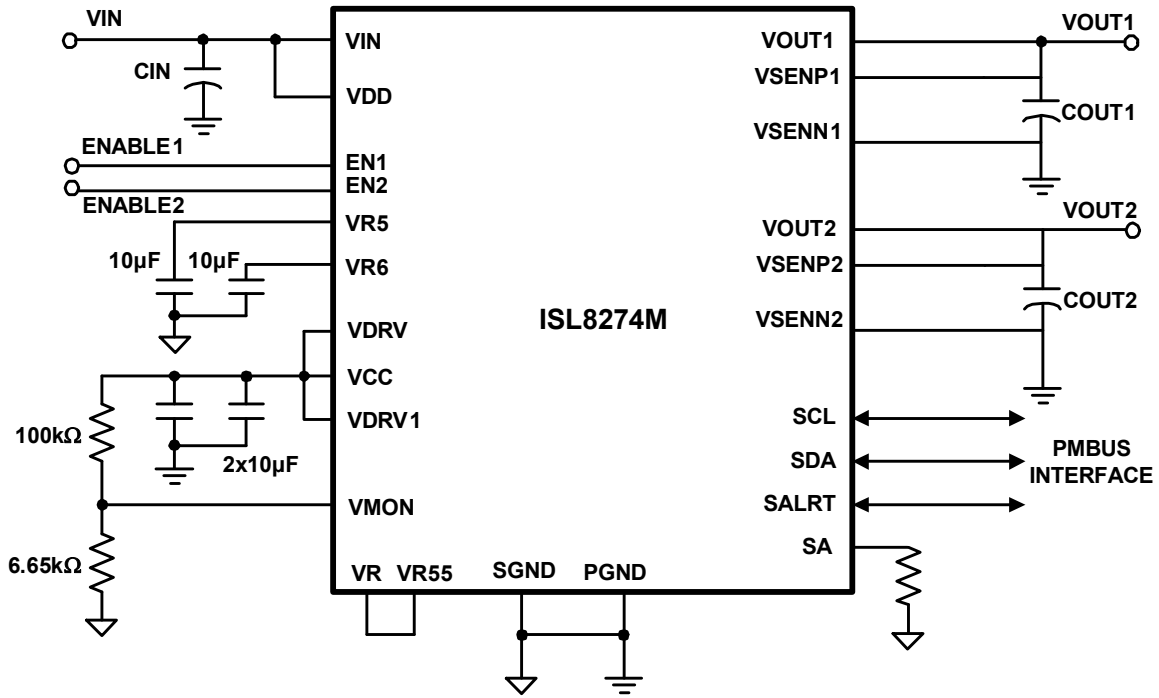 VIN
VIN
CIN
VDD
ENABLE1
EN1
EN2
ENABLE2
VR5
10µF
10µF
VR6
VDRV
VCC
VDRV1
100kΩ
2x10µF
VMON
6.65kΩ
VR
VR55
SGND
PGND
ISL8274M
VOUT1
VOUT1
VSENP1
COUT1
VSENN1
VOUT2
VOUT2
VSENP2
COUT2
VSENN2
SCL
SDA
PMBUS
INTERFACE
SALRT
SA